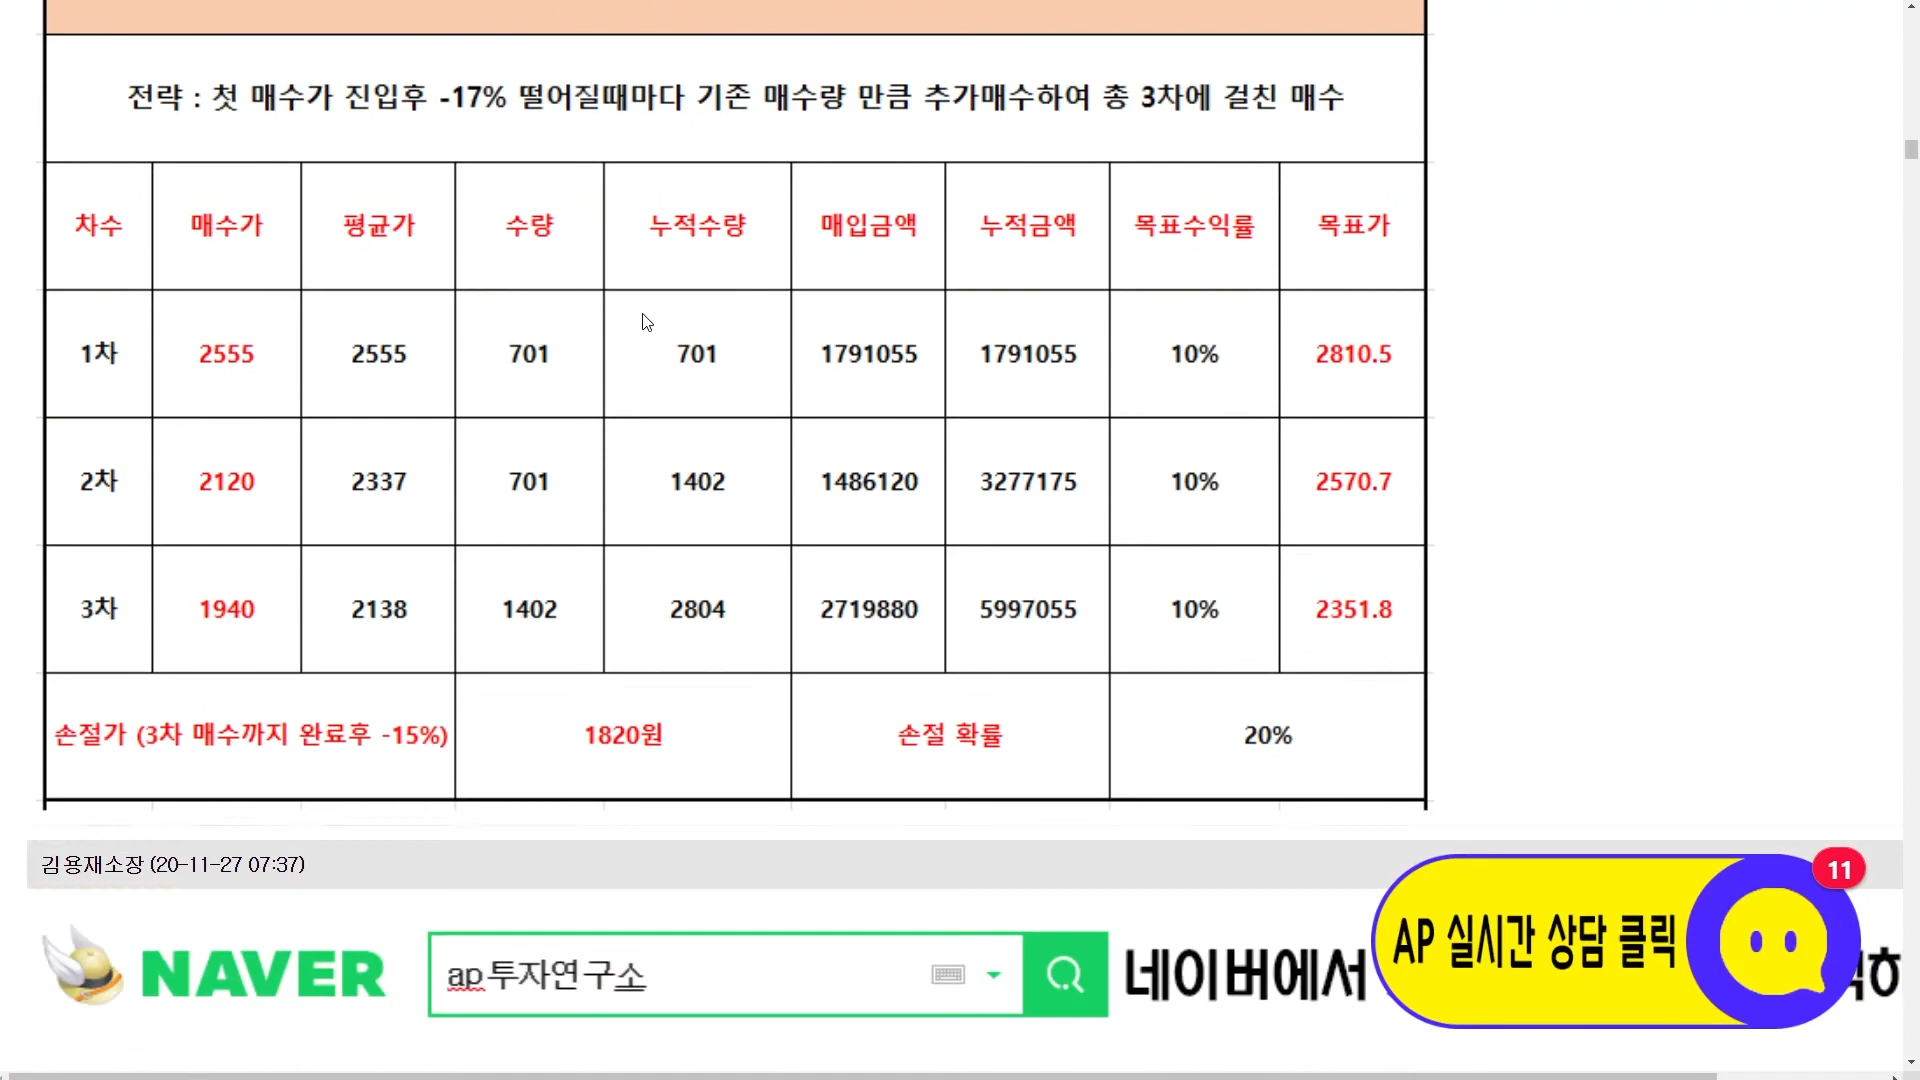 전략 : 첫 매수가 진입후 -17% 떨어질때마다 기존 매수량 만큼 추가매수하여 총 3차에 걸친 매수
차수 매수가 평균가 수량 누적수량 매입금액 누적금액 목표수익률 목표가
1차 2555 2555 701 701 1791055 1791055 10% 2810.5
2차 2120 2337 701 1402 1486120 3277175 10% 2570.7
3차 1940 2138 1402 2804 2719880 5997055 10% 2351.8
손절가 (3차 매수까지 완료후 -15%) 1820원 손절 확률 20%
김용재소장 (20-11-27 07:37)
NAVER ap투자연구소 네이버에서
AP 실시간 상담 클릭
11